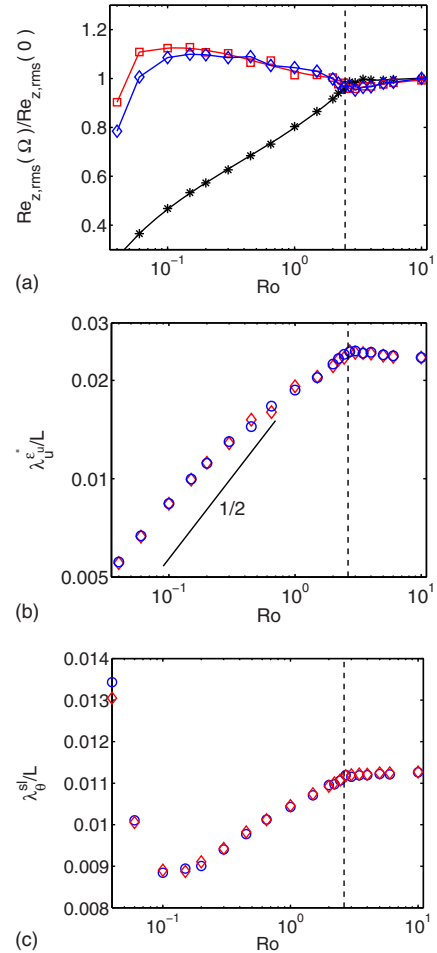 1.2
1
0.8
0.6
0.4
Re_{z,rms}(Ω)/Re_{z,rms}(0)
10^{-1} 10^{0} 10^{1}
(a) Ro
0.03
0.02
0.01
0.005
λ_u^{ε_u^*}/L
1/2
10^{-1} 10^{0} 10^{1}
(b) Ro
0.014
0.013
0.012
0.011
0.01
0.009
0.008
λ_θ^{sl}/L
10^{-1} 10^{0} 10^{1}
(c) Ro